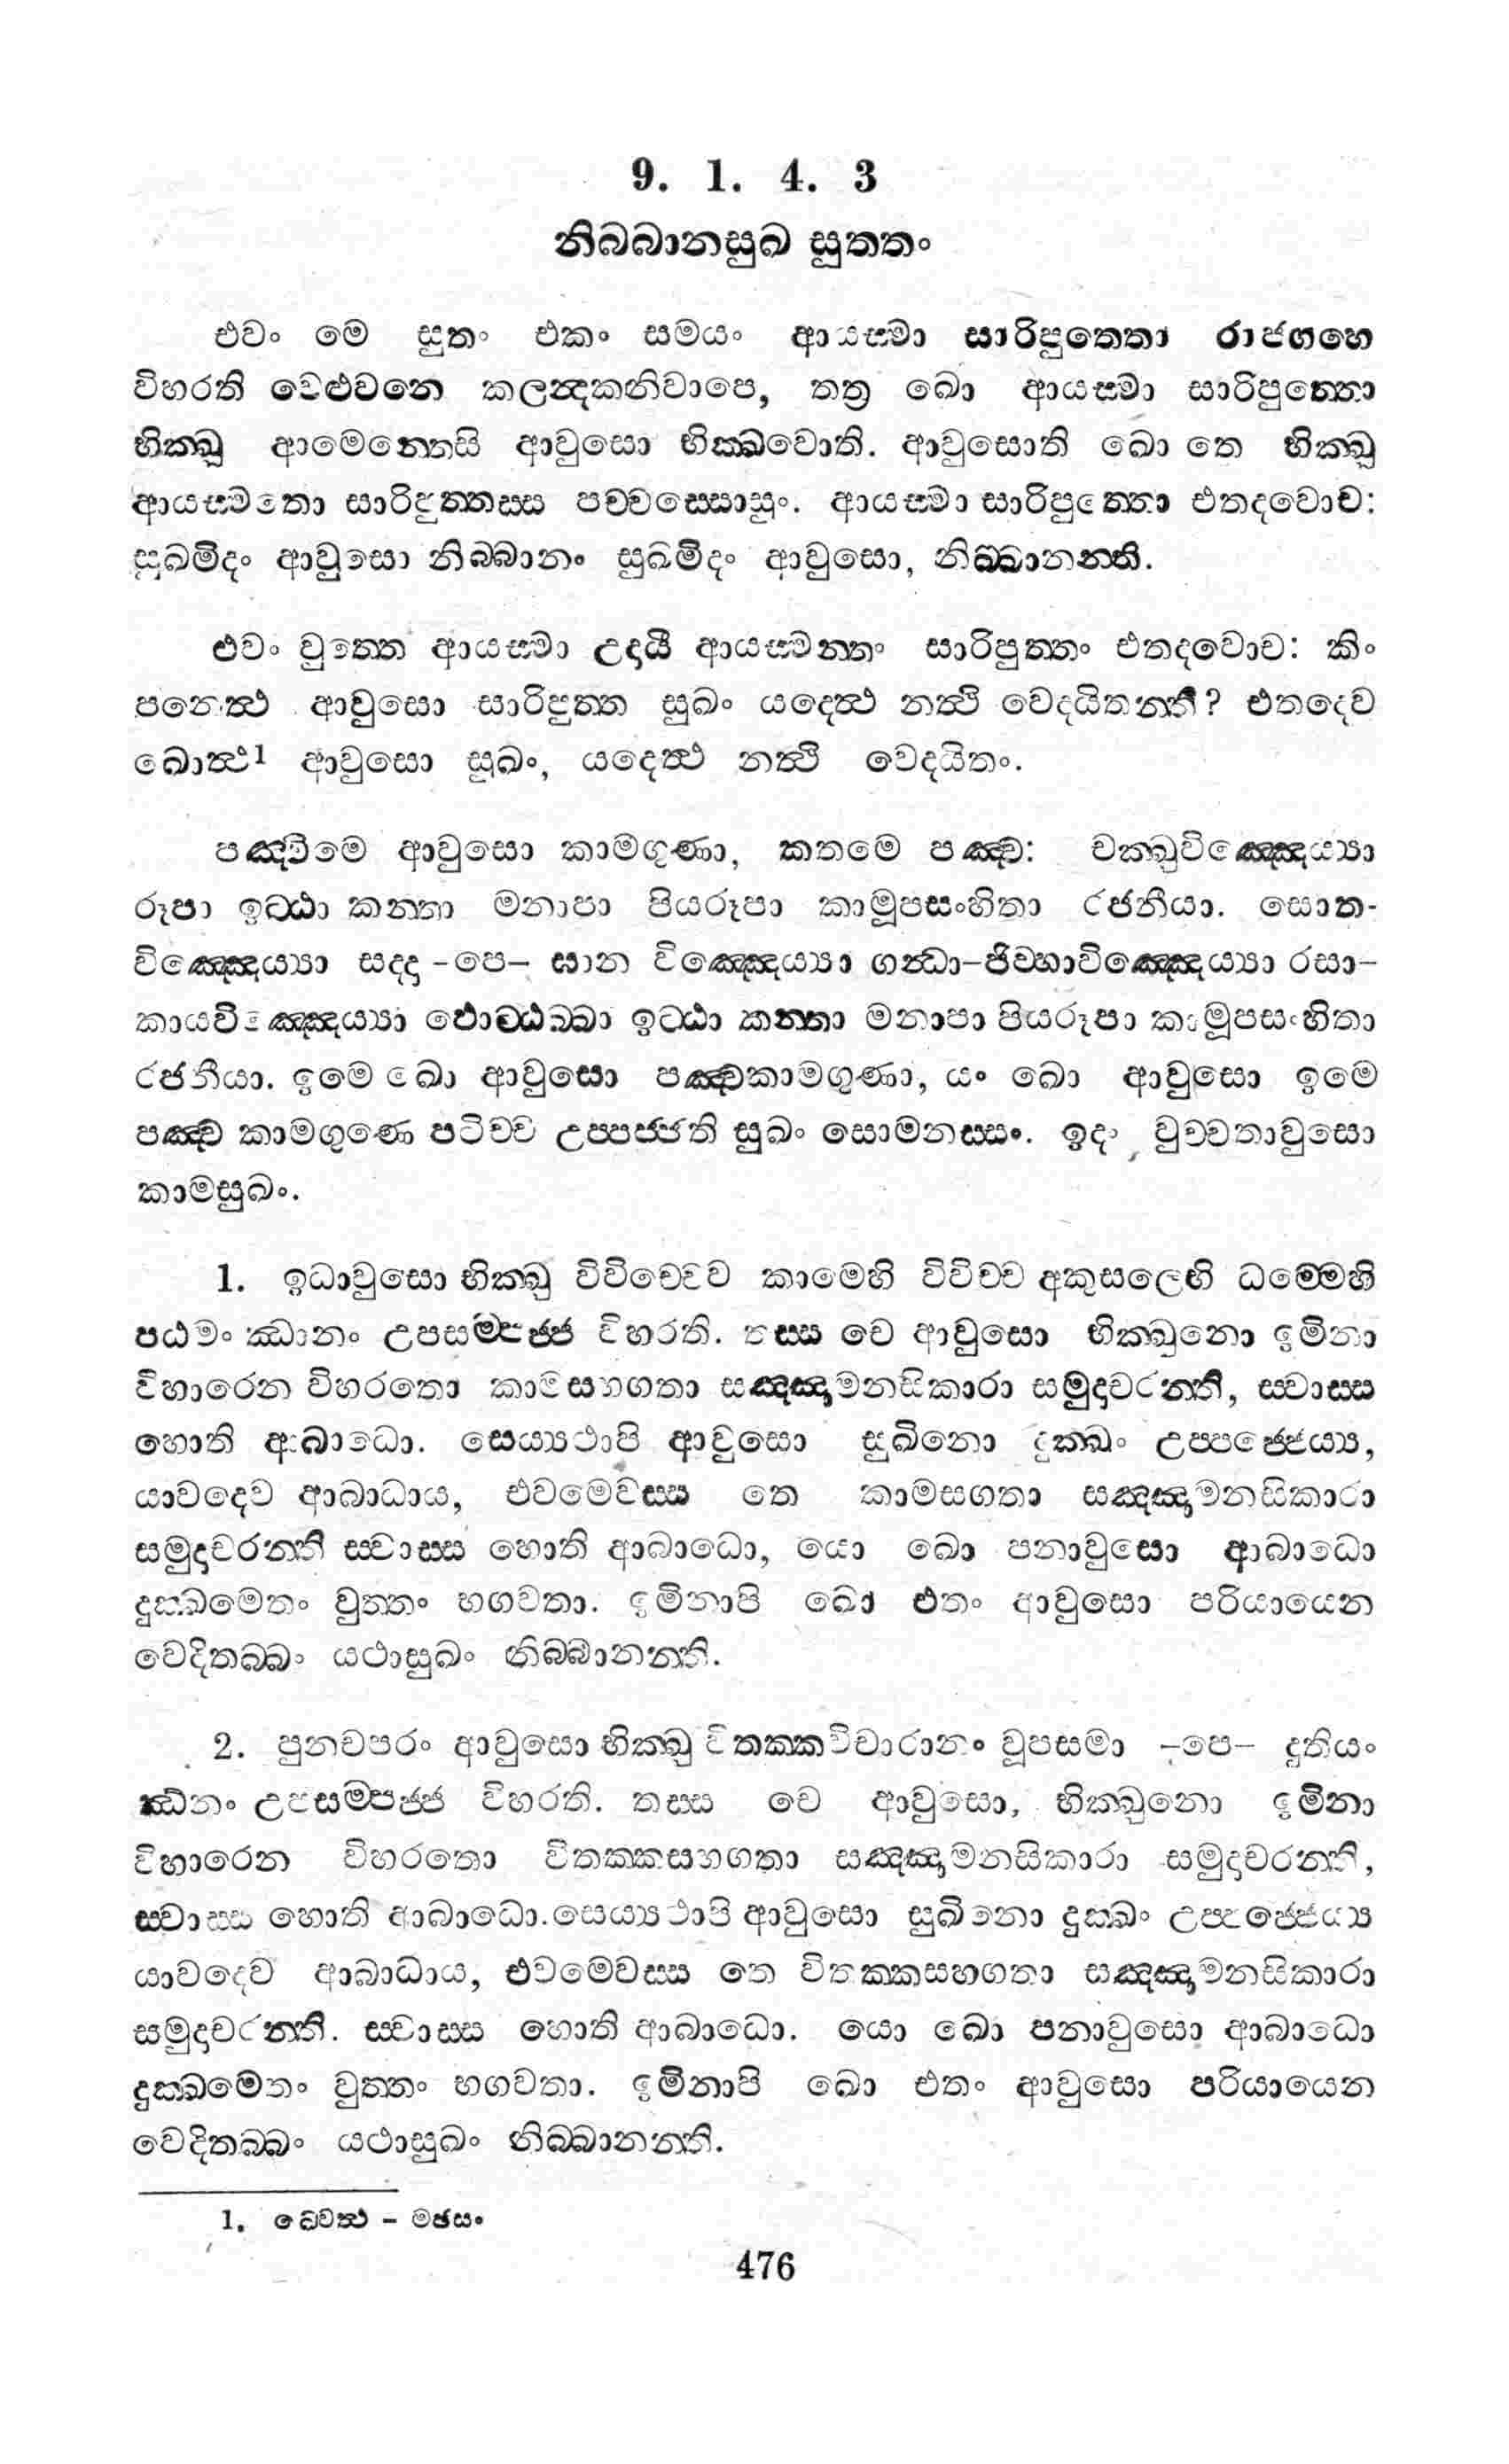 9. 1. 4. 3
නිබ්බානසුඛ සුත්තං
එවං මෙ සුතං එකං සමයං ආයස්මා සාරිපුත්තො රාජගහෙ
විහරති වෙළුවනෙ කලන්දකනිවාපෙ, තත්‍ර ඛො ආයස්මා සාරිපුත්තො
භික්ඛූ ආමන්තෙසි ආවුසො භික්ඛවොති. ආවුසොති ඛො තෙ භික්ඛූ
ආයස්මතො සාරිපුත්තස්ස පච්චස්සොසුං. ආයස්මා සාරිපුත්තො එතදවොච:
සුඛමිදං ආවුසො නිබ්බානං සුඛමිදං ආවුසො, නිබ්බානන්ති.
එවං වුත්තෙ ආයස්මා උදායී ආයස්මන්තං සාරිපුත්තං එතදවොච: කිං
පනෙත්ථ ආවුසො සාරිපුත්ත සුඛං යදෙත්ථ නත්ථි වෙදයිතන්ති? එතදෙව
ඛොත්ථ1 ආවුසො සුඛං, යදෙත්ථ නත්ථි වෙදයිතං.
පඤ්චිමෙ ආවුසො කාමගුණා, කතමෙ පඤ්ච: චක්ඛුවිඤ්ඤෙය්‍යා
රූපා ඉට්ඨා කන්තා මනාපා පියරූපා කාමූපසංහිතා රජනීයා. සොත-
විඤ්ඤෙය්‍යා සද්දා -පෙ- ඝාන විඤ්ඤෙය්‍යා ගන්ධා-ජිව්හාවිඤ්ඤෙය්‍යා රසා-
කායවිඤ්ඤෙය්‍යා ඵොට්ඨබ්බා ඉට්ඨා කන්තා මනාපා පියරූපා කාමූපසංහිතා
රජනීයා. ඉමෙ ඛො ආවුසො පඤ්චකාමගුණා, යං ඛො ආවුසො ඉමෙ
පඤ්ච කාමගුණෙ පටිච්ච උප්පජ්ජති සුඛං සොමනස්සං. ඉදං වුච්චතාවුසො
කාමසුඛං.
1. ඉධාවුසො භික්ඛු විවිච්චෙව කාමෙහි විවිච්ච අකුසලෙහි ධම්මෙහි
පඨමං ඣානං උපසම්පජ්ජ විහරති. තස්ස චෙ ආවුසො භික්ඛුනො ඉමිනා
විහාරෙන විහරතො කාමසහගතා සඤ්ඤාමනසිකාරා සමුදාචරන්ති, ස්වාස්ස
හොති ආබාධො. සෙය්‍යථාපි ආවුසො සුඛිනො දුක්ඛං උප්පජ්ජෙය්‍ය,
යාවදෙව ආබාධාය, එවමෙවස්ස තෙ කාමසගතා සඤ්ඤාමනසිකාරා
සමුදාචරන්ති ස්වාස්ස හොති ආබාධො, යො ඛො පනාවුසො ආබාධො
දුක්ඛමෙතං වුත්තං භගවතා. ඉමිනාපි ඛො එතං ආවුසො පරියායෙන
වෙදිතබ්බං යථාසුඛං නිබ්බානන්ති.
2. පුනචපරං ආවුසො භික්ඛු විතක්කවිචාරානං වූපසමා -පෙ- දුතියං
ඣනං උපසම්පජ්ජ විහරති. තස්ස චෙ ආවුසො, භික්ඛුනො ඉමිනා
විහාරෙන විහරතො විතක්කසහගතා සඤ්ඤාමනසිකාරා සමුදාචරන්ති,
ස්වාස්ස හොති ආබාධො. සෙය්‍යථාපි ආවුසො සුඛිනො දුක්ඛං උප්පජ්ජෙය්‍ය
යාවදෙව ආබාධාය, එවමෙවස්ස තෙ විතක්කසහගතා සඤ්ඤාමනසිකාරා
සමුදාචරන්ති. ස්වාස්ස හොති ආබාධො. යො ඛො පනාවුසො ආබාධො
දුක්ඛමෙතං වුත්තං භගවතා. ඉමිනාපි ඛො එතං ආවුසො පරියායෙන
වෙදිතබ්බං යථාසුඛං නිබ්බානන්ති.
1. ඛ්වෙත්ථ - මඡසං
476